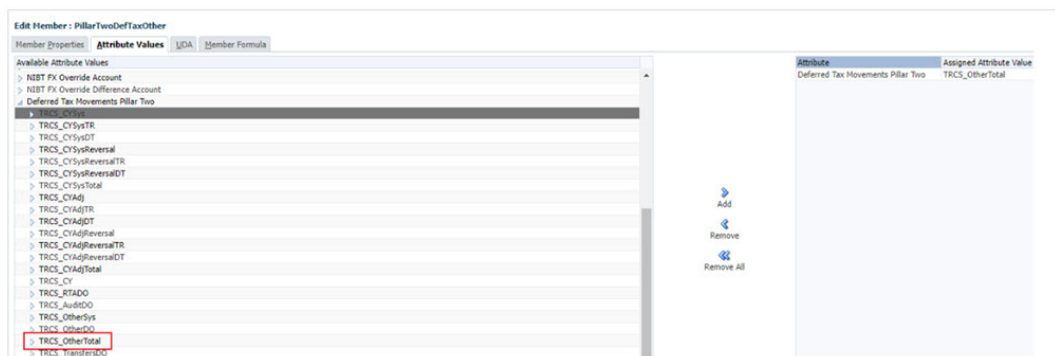 Edit Member : PillarTwoDefTaxOther
Member Properties Attribute Values UDA Member Formula
Available Attribute Values
NIBT FX Override Account
NIBT FX Override Difference Account
Deferred Tax Movements Pillar Two
TRCS_CYSys
TRCS_CYSysTR
TRCS_CYSysDT
TRCS_CYSysReversal
TRCS_CYSysReversalTR
TRCS_CYSysReversalDT
TRCS_CYSysTotal
TRCS_CYAdj
TRCS_CYAdjTR
TRCS_CYAdjDT
TRCS_CYAdjReversal
TRCS_CYAdjReversalTR
TRCS_CYAdjReversalDT
TRCS_CYAdjTotal
TRCS_CY
TRCS_RTADO
TRCS_AuditDO
TRCS_OtherSys
TRCS_OtherDO
TRCS_OtherTotal
TRCS_TransfersDO
Add
Remove
Remove All
Attribute Assigned Attribute Value
Deferred Tax Movements Pillar Two TRCS_OtherTotal